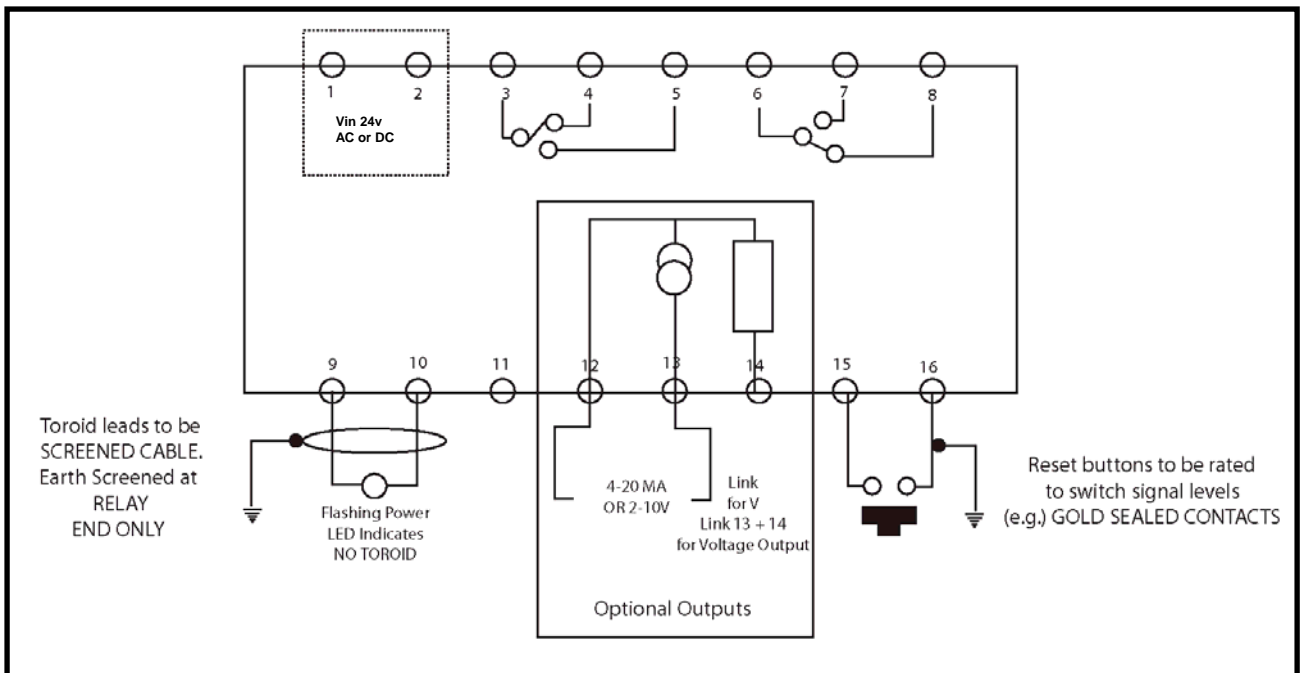 1 2 3 4 5 6 7 8
Vin 24v
AC or DC
9 10 11 12 13 14 15 16
Toroid leads to be
SCREENED CABLE.
Earth Screened at
RELAY
END ONLY
Flashing Power
LED Indicates
NO TOROID
4-20 MA
OR 2-10V
Link
for V
Link 13 + 14
for Voltage Output
Optional Outputs
Reset buttons to be rated
to switch signal levels
(e.g.) GOLD SEALED CONTACTS